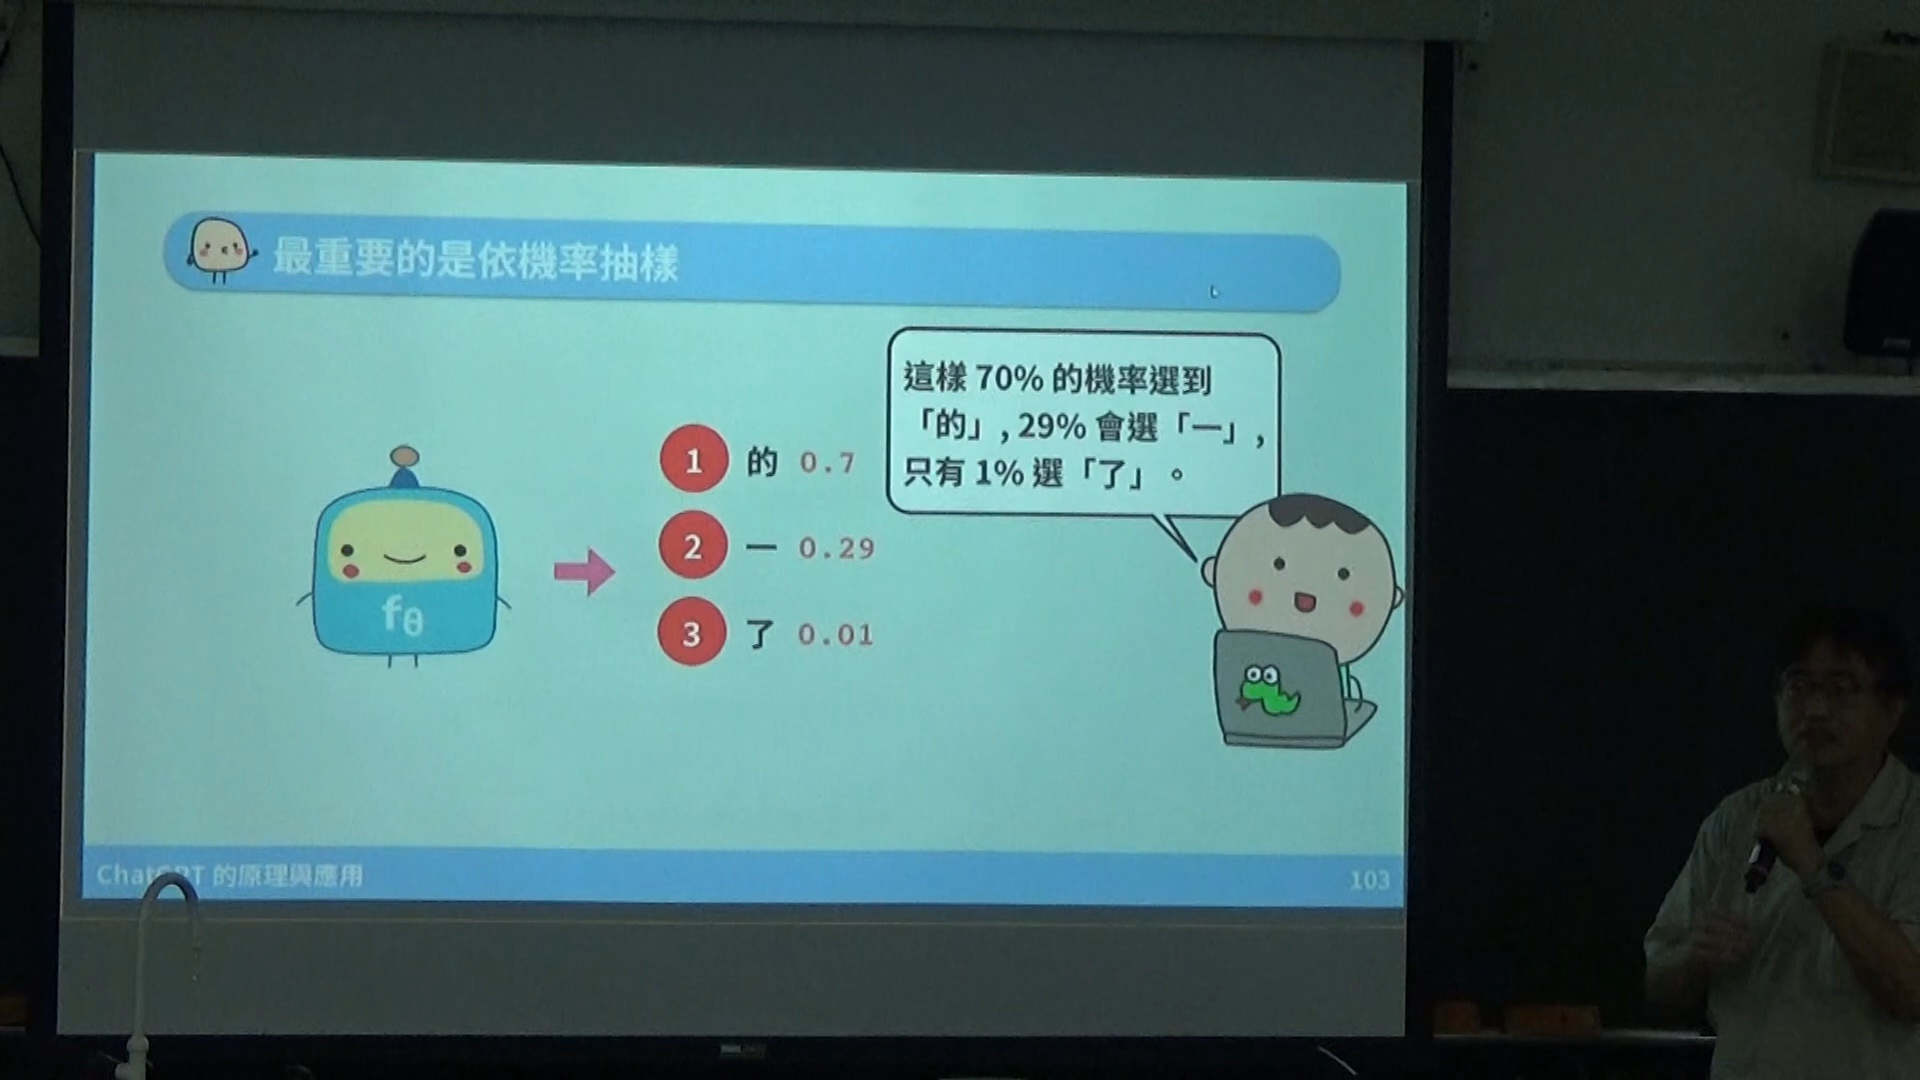 最重要的是依機率抽樣
這樣 70% 的機率選到
「的」, 29% 會選「一」,
只有 1% 選「了」。
1 的 0.7
2 一 0.29
3 了 0.01
fθ
ChatGPT 的原理與應用
103